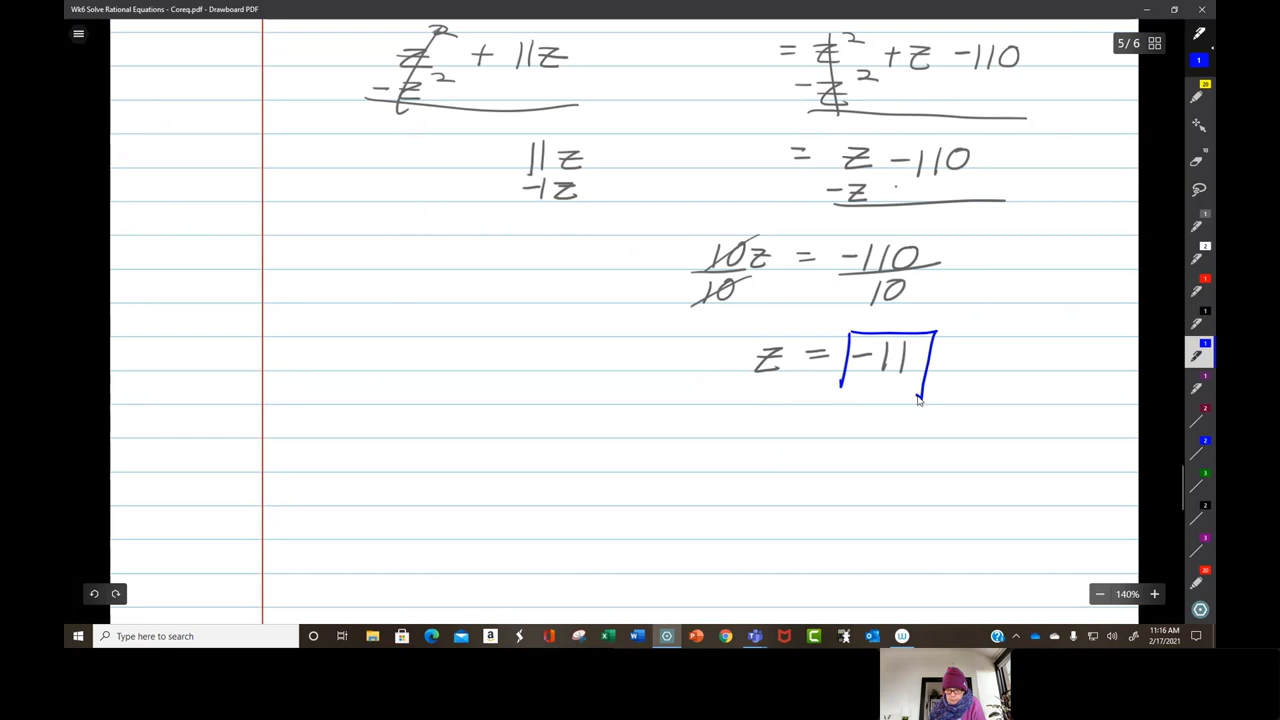 Wk6 Solve Rational Equations - Coreq.pdf - Drawboard PDF
5 / 6
z² + 11z = z² + z -110
-z² -z²
11z = z -110
-1z -z
10z = -110
10 10
z = -11
140%
Type here to search
11:16 AM
2/17/2021